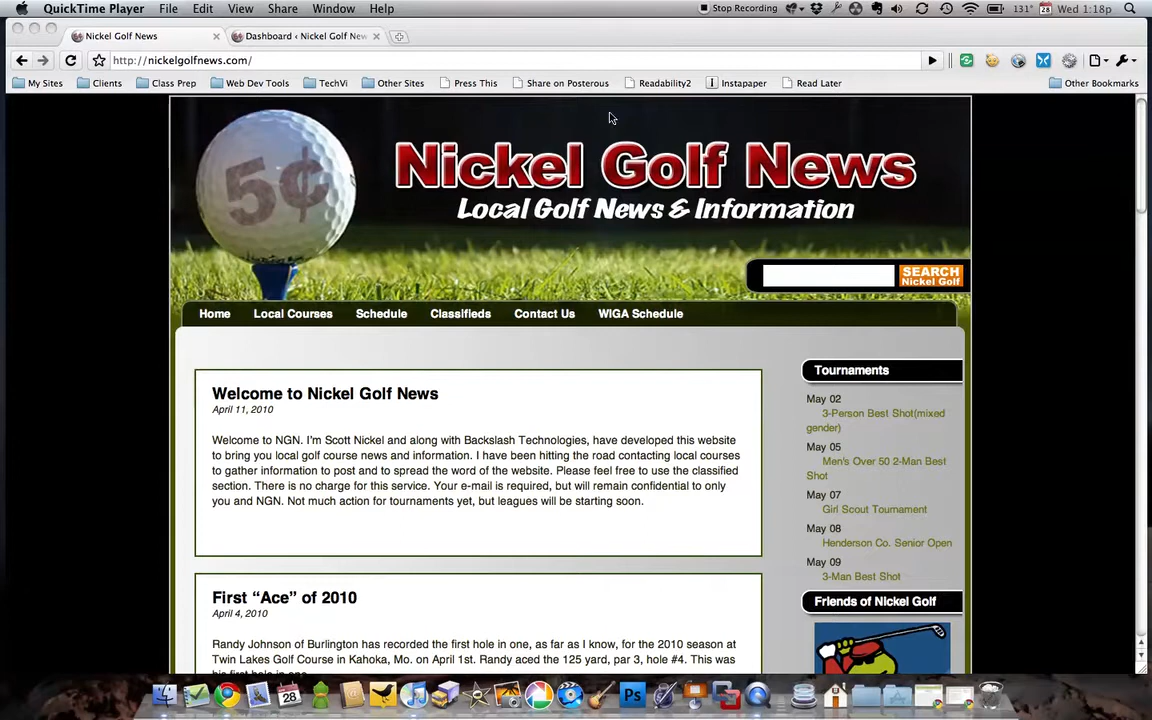 QuickTime Player File Edit View Share Window Help Stop Recording 131° 28 Wed 1:18pm
Nickel Golf News Dashboard ‹ Nickel Golf New
http://nickelgolfnews.com/
My Sites Clients Class Prep Web Dev Tools TechVi Other Sites Press This Share on Posterous Readability2 Instapaper Read Later Other Bookmarks
5¢
Nickel Golf News
Local Golf News & Information
SEARCH
Nickel Golf
Home Local Courses Schedule Classifieds Contact Us WIGA Schedule
Welcome to Nickel Golf News
April 11, 2010
Welcome to NGN. I'm Scott Nickel and along with Backslash Technologies, have developed this website
to bring you local golf course news and information. I have been hitting the road contacting local courses
to gather information to post and to spread the word of the website. Please feel free to use the classified
section. There is no charge for this service. Your e-mail is required, but will remain confidential to only
you and NGN. Not much action for tournaments yet, but leagues will be starting soon.
First “Ace” of 2010
April 4, 2010
Randy Johnson of Burlington has recorded the first hole in one, as far as I know, for the 2010 season at
Twin Lakes Golf Course in Kahoka, Mo. on April 1st. Randy aced the 125 yard, par 3, hole #4. This was
his first hole in one.
Tournaments
May 02
3-Person Best Shot(mixed
gender)
May 05
Men's Over 50 2-Man Best
Shot
May 07
Girl Scout Tournament
May 08
Henderson Co. Senior Open
May 09
3-Man Best Shot
Friends of Nickel Golf
28
Ps